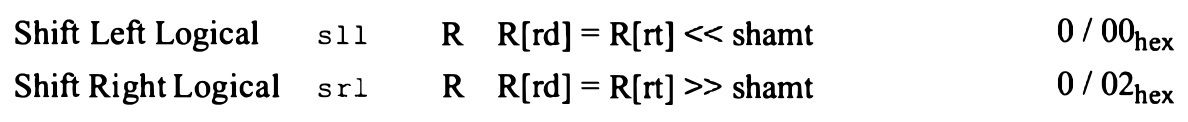 Shift Left Logical sll R R[rd] = R[rt] << shamt 0 / 00hex
Shift Right Logical srl R R[rd] = R[rt] >> shamt 0 / 02hex